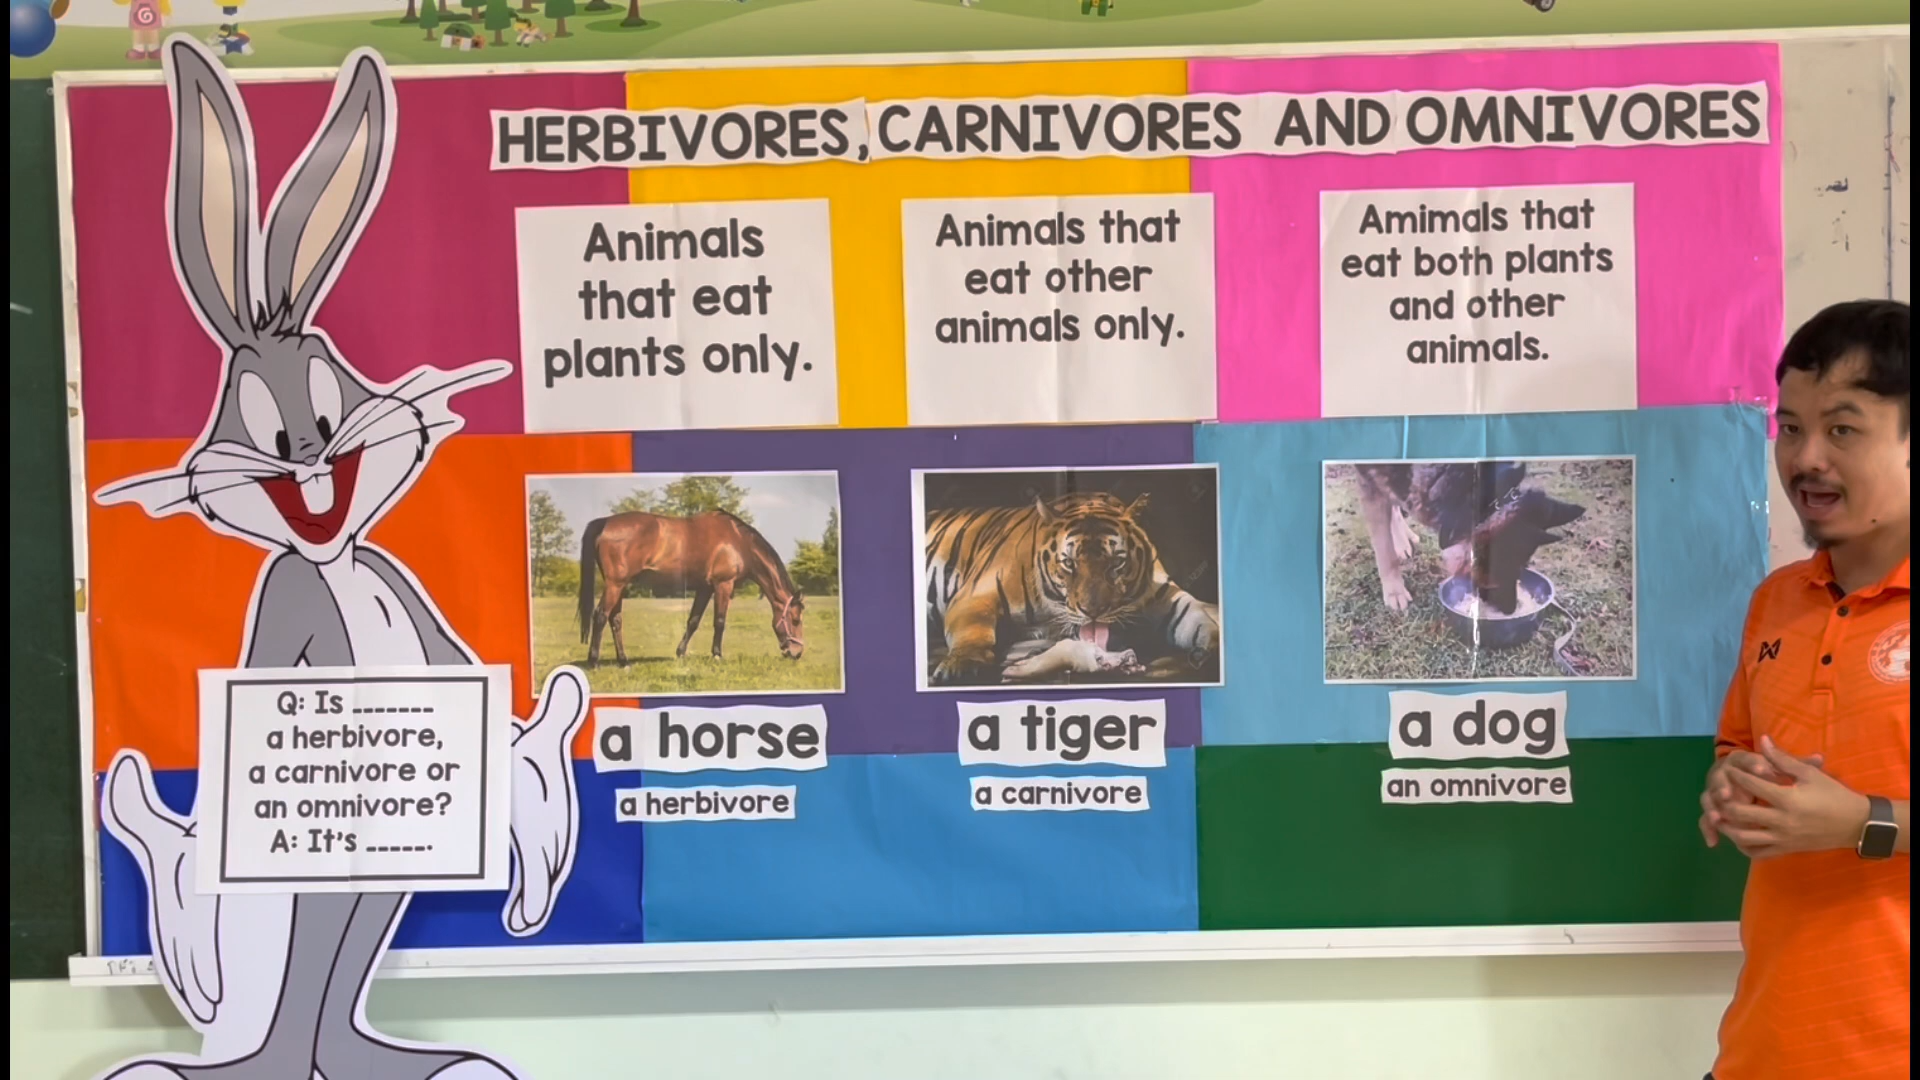 HERBIVORES, CARNIVORES AND OMNIVORES
Animals
that eat
plants only.
Animals that
eat other
animals only.
Amimals that
eat both plants
and other
animals.
a horse
a herbivore
a tiger
a carnivore
a dog
an omnivore
Q: Is _______
a herbivore,
a carnivore or
an omnivore?
A: It's _____.